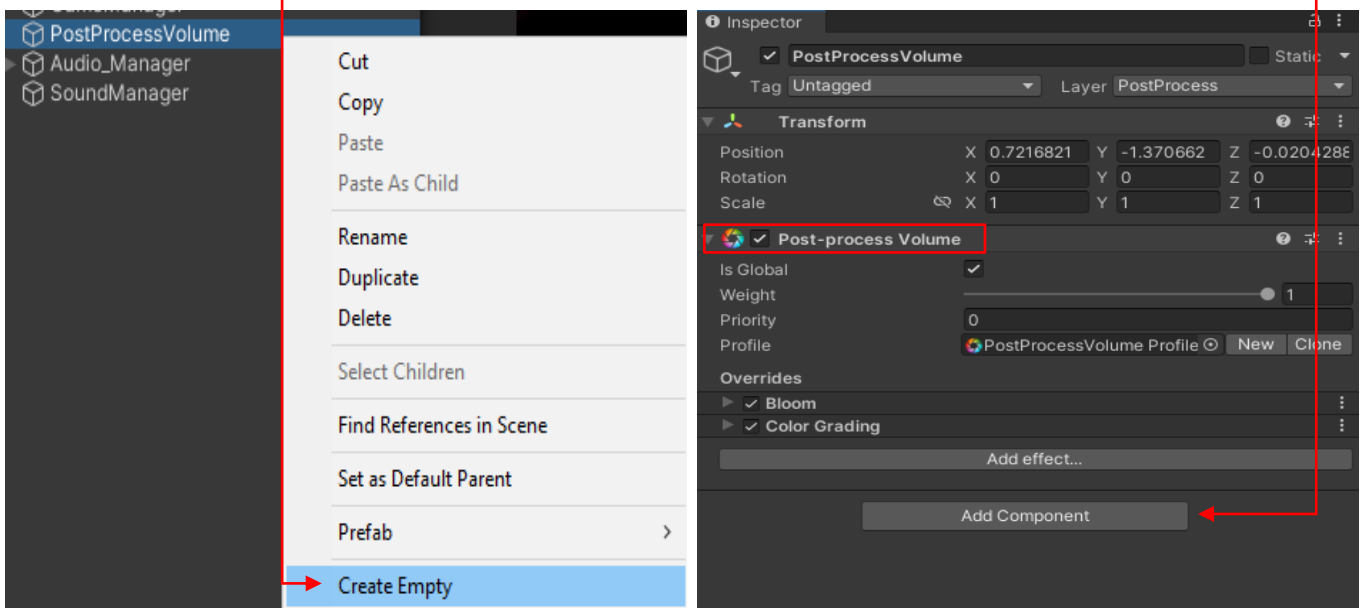 PostProcessVolume
Audio_Manager
SoundManager
Cut
Copy
Paste
Paste As Child
Rename
Duplicate
Delete
Select Children
Find References in Scene
Set as Default Parent
Prefab
Create Empty
Inspector
PostProcessVolume Static
Tag Untagged Layer PostProcess
Transform
Position X 0.7216821 Y -1.370662 Z -0.0204288
Rotation X 0 Y 0 Z 0
Scale X 1 Y 1 Z 1
Post-process Volume
Is Global
Weight 1
Priority 0
Profile PostProcessVolume Profile New Clone
Overrides
Bloom
Color Grading
Add effect...
Add Component